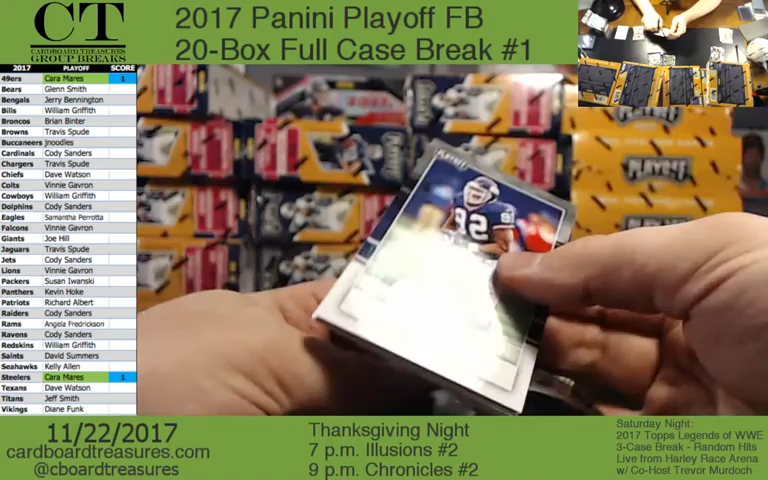 CT
CARDBOARD TREASURES
GROUP BREAKS
2017 Panini Playoff FB
20-Box Full Case Break #1
2017 PLAYOFF SCORE
49ers Cara Mares 1
Bears Glenn Smith
Bengals Jerry Bennington
Bills William Griffith
Broncos Brian Binter
Browns Travis Spude
Buccaneers Jnoodles
Cardinals Cody Sanders
Chargers Travis Spude
Chiefs Dave Watson
Colts Vinnie Gavron
Cowboys William Griffith
Dolphins Cody Sanders
Eagles Samantha Perrotta
Falcons Vinnie Gavron
Giants Joe Hill
Jaguars Travis Spude
Jets Cody Sanders
Lions Vinnie Gavron
Packers Susan Iwanski
Panthers Kevin Hoke
Patriots Richard Albert
Raiders Cody Sanders
Rams Angela Fredrickson
Ravens Cody Sanders
Redskins William Griffith
Saints David Summers
Seahawks Kelly Allen
Steelers Cara Mares 1
Texans Dave Watson
Titans Jeff Smith
Vikings Diane Funk
PLAYOFF
PLAYOFF
PLAYOFF
92
11/22/2017
cardboardtreasures.com
@cboardtreasures
Thanksgiving Night
7 p.m. Illusions #2
9 p.m. Chronicles #2
Saturday Night:
2017 Topps Legends of WWE
3-Case Break - Random Hits
Live from Harley Race Arena
w/ Co-Host Trevor Murdoch